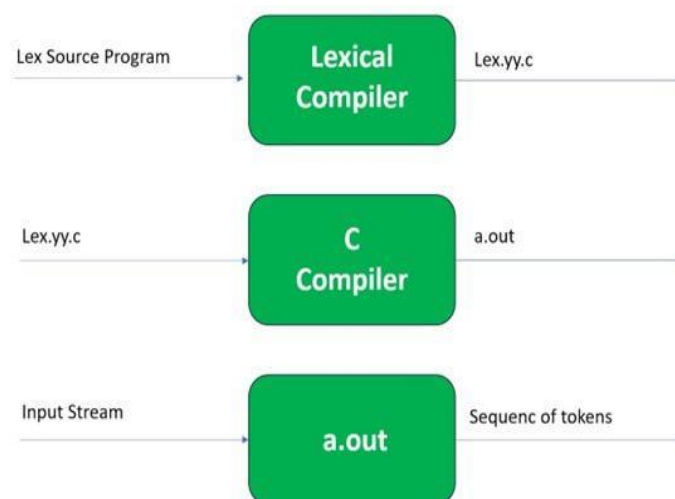 Lex Source Program
Lexical
Compiler
Lex.yy.c
Lex.yy.c
C
Compiler
a.out
Input Stream
a.out
Sequenc of tokens